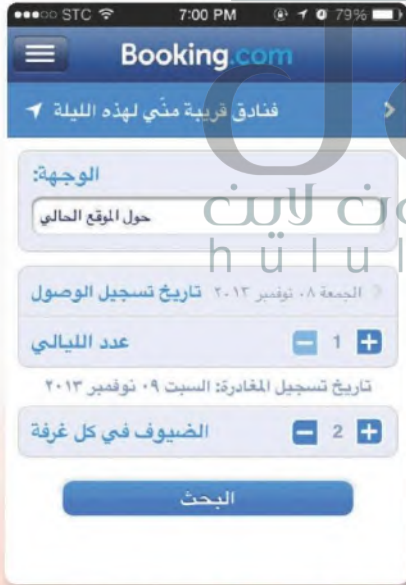 STC 7:00 PM 79%
Booking.com
فنادق قريبة منّي لهذه الليلة
الوجهة:
حول الموقع الحالي
تاريخ تسجيل الوصول الجمعة ٠٨ نوفمبر ٢٠١٣
عدد الليالي 1
تاريخ تسجيل المغادرة: السبت ٠٩ نوفمبر ٢٠١٣
الضيوف في كل غرفة 2
البحث